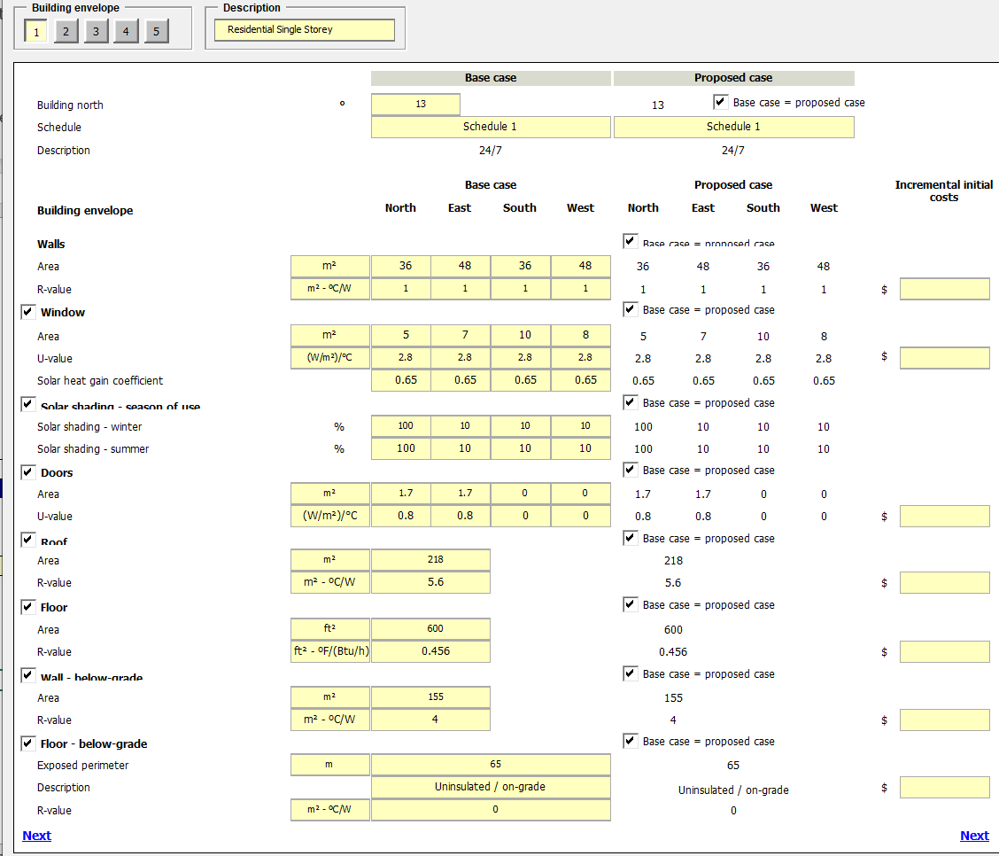 Building envelope Description
1 2 3 4 5 Residential Single Storey
Base case Proposed case
Building north º 13 13 Base case = proposed case
Schedule Schedule 1 Schedule 1
Description 24/7 24/7
Base case Proposed case Incremental initial
costs
Building envelope North East South West North East South West
Walls Base case = proposed case
Area m² 36 48 36 48 36 48 36 48
R-value m² - ºC/W 1 1 1 1 1 1 1 1 $
Window Base case = proposed case
Area m² 5 7 10 8 5 7 10 8
U-value (W/m²)/ºC 2.8 2.8 2.8 2.8 2.8 2.8 2.8 2.8 $
Solar heat gain coefficient 0.65 0.65 0.65 0.65 0.65 0.65 0.65 0.65
Solar shading - season of use Base case = proposed case
Solar shading - winter % 100 10 10 10 100 10 10 10
Solar shading - summer % 100 10 10 10 100 10 10 10
Doors Base case = proposed case
Area m² 1.7 1.7 0 0 1.7 1.7 0 0
U-value (W/m²)/ºC 0.8 0.8 0 0 0.8 0.8 0 0 $
Roof Base case = proposed case
Area m² 218 218
R-value m² - ºC/W 5.6 5.6 $
Floor Base case = proposed case
Area ft² 600 600
R-value ft² - ºF/(Btu/h) 0.456 0.456 $
Wall - below-grade Base case = proposed case
Area m² 155 155
R-value m² - ºC/W 4 4 $
Floor - below-grade Base case = proposed case
Exposed perimeter m 65 65
Description Uninsulated / on-grade Uninsulated / on-grade $
R-value m² - ºC/W 0 0
Next Next